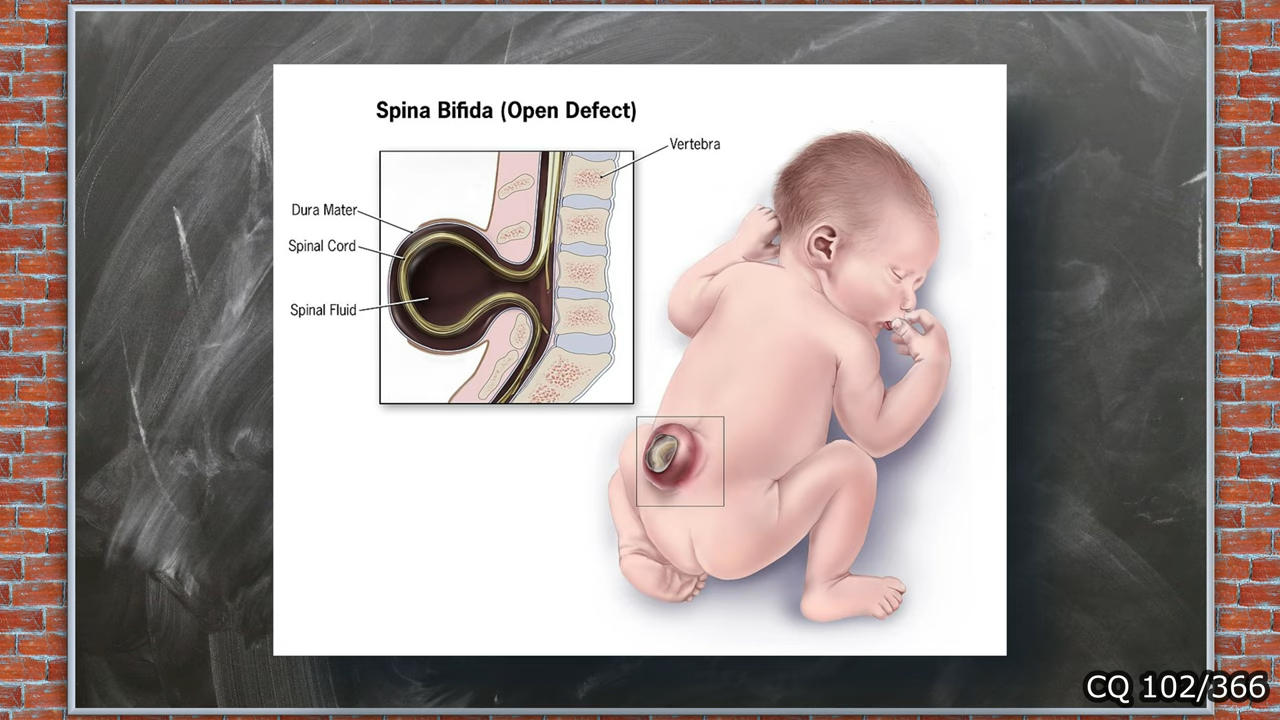 Spina Bifida (Open Defect)
Vertebra
Dura Mater
Spinal Cord
Spinal Fluid
CQ 102/366